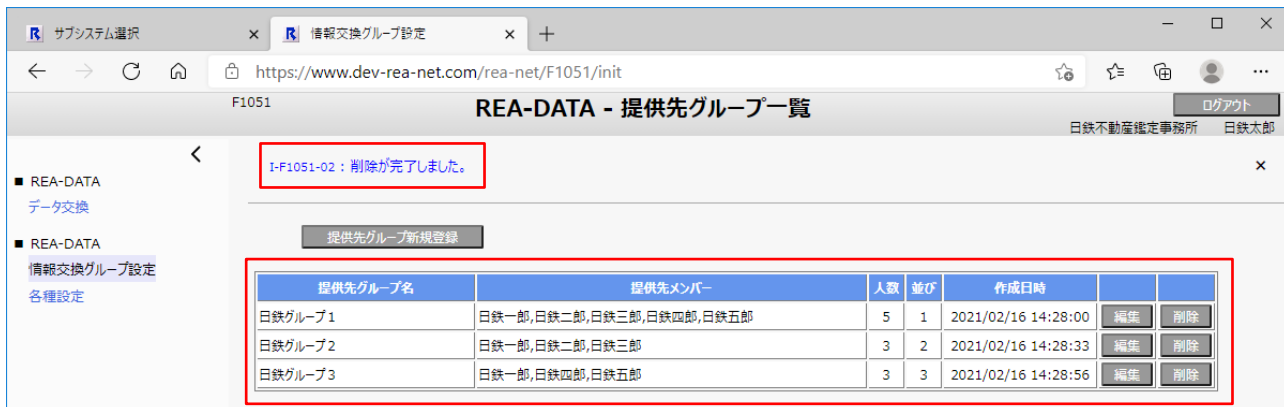 サブシステム選択
情報交換グループ設定
https://www.dev-rea-net.com/rea-net/F1051/init
F1051
REA-DATA - 提供先グループ一覧
ログアウト
日鉄不動産鑑定事務所 日鉄太郎
I-F1051-02 : 削除が完了しました。
■ REA-DATA
データ交換
■ REA-DATA
情報交換グループ設定
各種設定
提供先グループ新規登録
提供先グループ名 提供先メンバー 人数 並び 作成日時
日鉄グループ1 日鉄一郎,日鉄二郎,日鉄三郎,日鉄四郎,日鉄五郎 5 1 2021/02/16 14:28:00 編集 削除
日鉄グループ2 日鉄一郎,日鉄二郎,日鉄三郎 3 2 2021/02/16 14:28:33 編集 削除
日鉄グループ3 日鉄一郎,日鉄四郎,日鉄五郎 3 3 2021/02/16 14:28:56 編集 削除